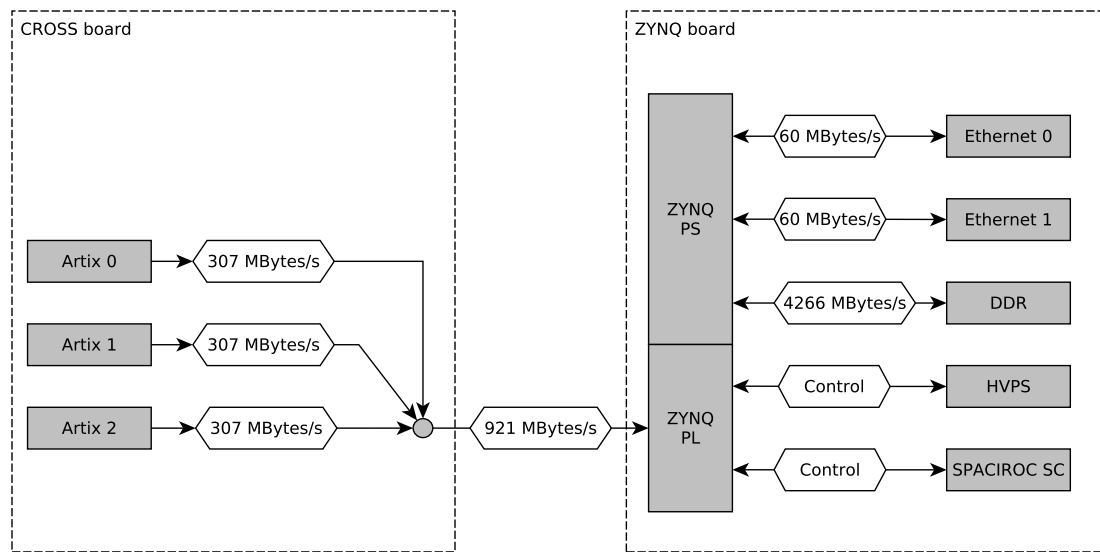 CROSS board
ZYNQ board
60 MBytes/s
Ethernet 0
ZYNQ
PS
60 MBytes/s
Ethernet 1
Artix 0
307 MBytes/s
4266 MBytes/s
DDR
Artix 1
307 MBytes/s
Control
HVPS
Artix 2
307 MBytes/s
921 MBytes/s
ZYNQ
PL
Control
SPACIROC SC